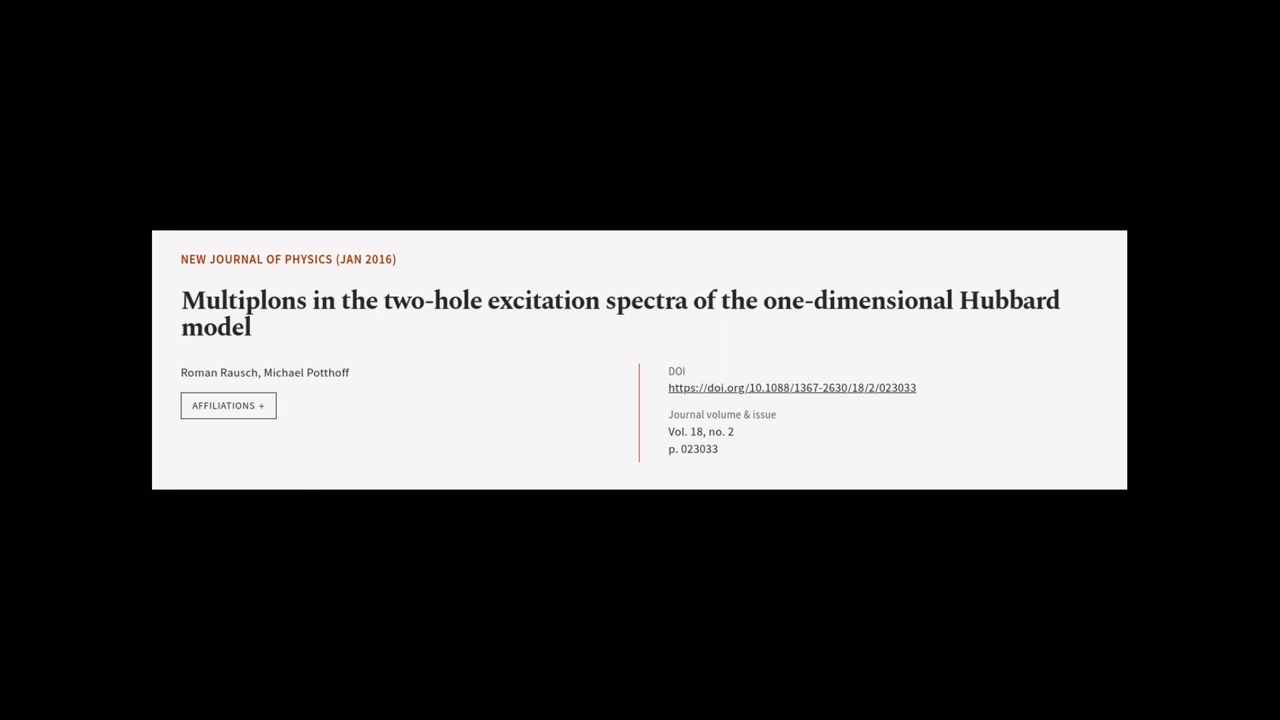 NEW JOURNAL OF PHYSICS (JAN 2016)
Multiplons in the two-hole excitation spectra of the one-dimensional Hubbard
model
Roman Rausch, Michael Potthoff
AFFILIATIONS +
DOI
https://doi.org/10.1088/1367-2630/18/2/023033
Journal volume & issue
Vol. 18, no. 2
p. 023033